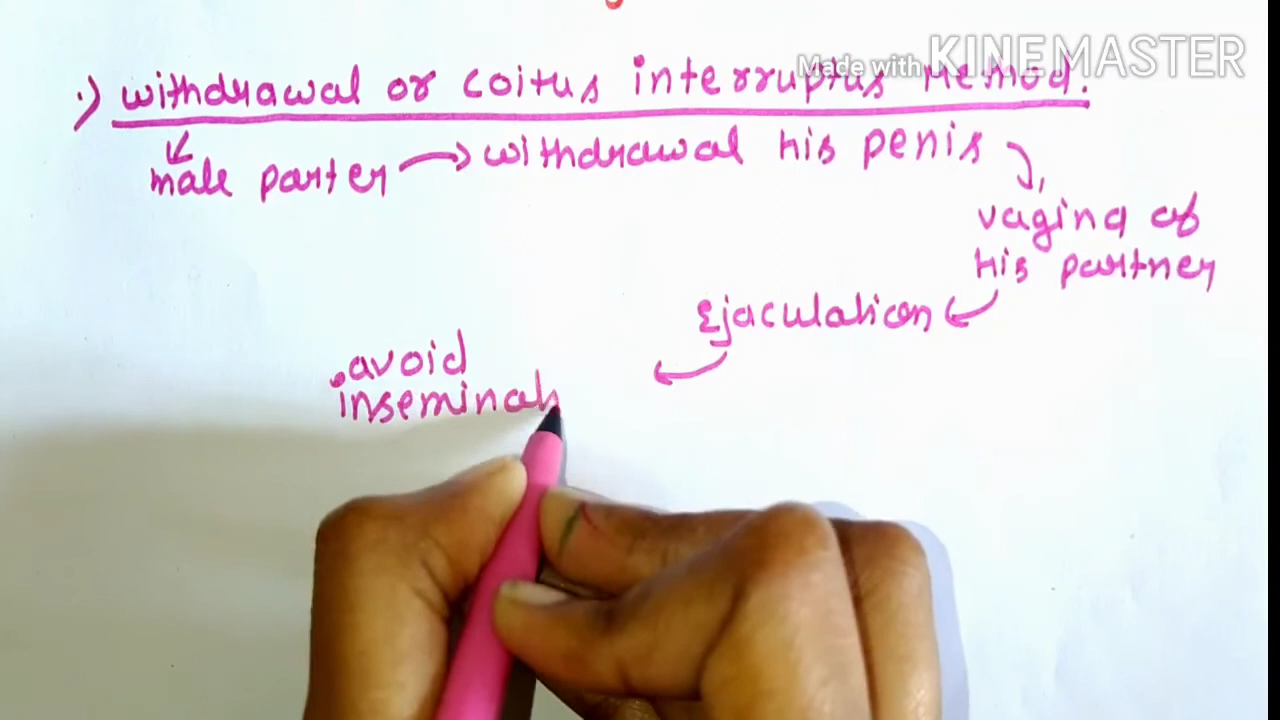 Made with KINEMASTER
.) withdrawal or coitus interruptus Method.
male parter → withdrawal his penis
vagina of
his partner
Ejaculation
.avoid
inseminati